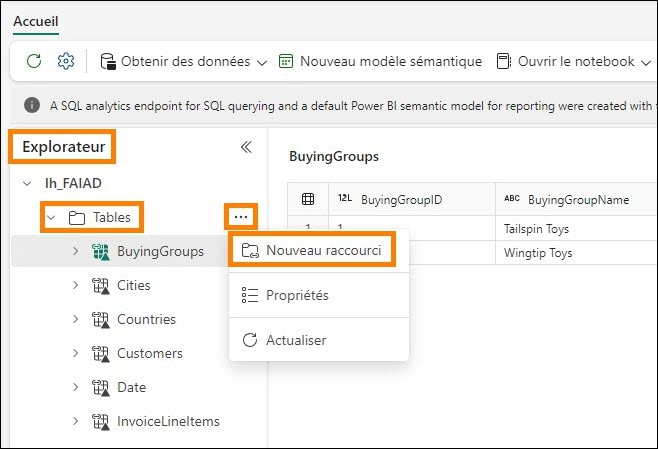 Accueil
Obtenir des données
Nouveau modèle sémantique
Ouvrir le notebook
A SQL analytics endpoint for SQL querying and a default Power BI semantic model for reporting were created with
Explorateur
lh_FAIAD
Tables
...
BuyingGroups
Cities
Countries
Customers
Date
InvoiceLineItems
Nouveau raccourci
Propriétés
Actualiser
BuyingGroups
12L BuyingGroupID ABC BuyingGroupName
1 1 Tailspin Toys
Wingtip Toys